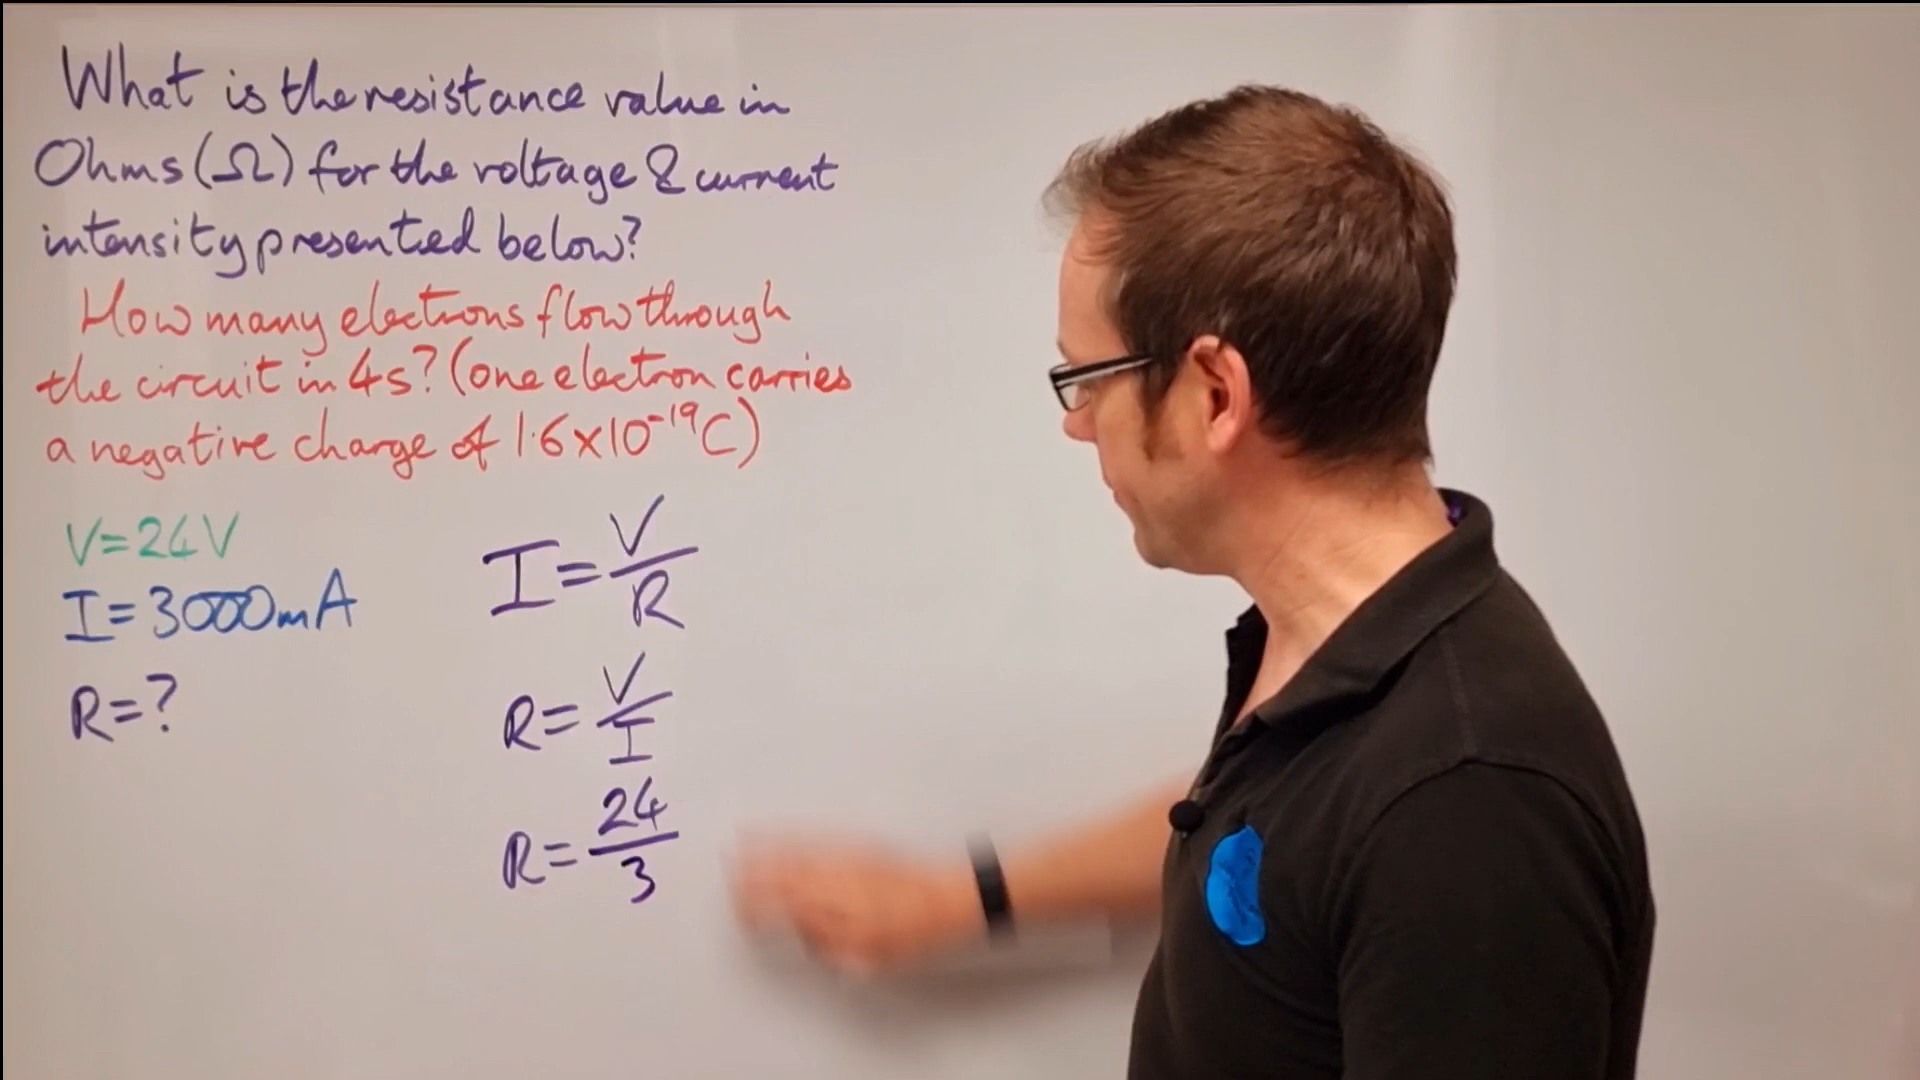 What is the resistance value in
Ohms (Ω) for the voltage & current
intensity presented below?
How many electrons flow through
the circuit in 4s? (one electron carries
a negative charge of 1.6x10⁻¹⁹C)
V=24V
I=3000mA
R=?
I=V/R
R=V/I
R=24/3